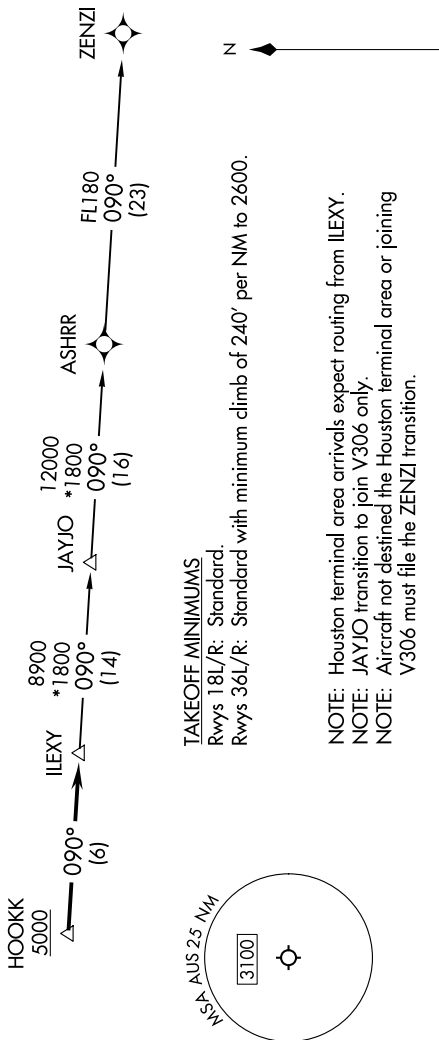 HOOKK
5000
090°
(6)
ILEXY
8900
*1800
090°
(14)
JAYJO
12000
*1800
090°
(16)
ASHRR
FL180
090°
(23)
ZENZI
N
TAKEOFF MINIMUMS
Rwys 18L/R: Standard.
Rwys 36L/R: Standard with minimum climb of 240' per NM to 2600.
MSA AUS 25 NM
3100
NOTE: Houston terminal area arrivals expect routing from ILEXY.
NOTE: JAYJO transition to join V306 only.
NOTE: Aircraft not destined the Houston terminal area or joining
V306 must file the ZENZI transition.